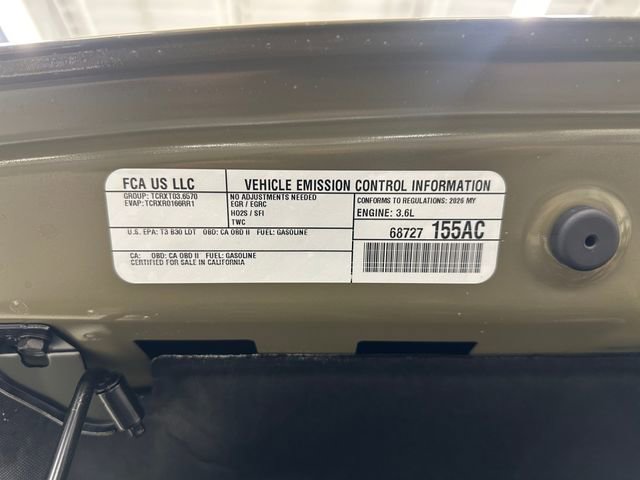 FCA US LLC
VEHICLE EMISSION CONTROL INFORMATION
GROUP: TCRXT03.6570
EVAP: TCRXR0166RR1
NO ADJUSTMENTS NEEDED
EGR / EGRC
HO2S / SFI
TWC
CONFORMS TO REGULATIONS: 2026 MY
ENGINE: 3.6L
U.S. EPA: T3 B30 LDT OBD: CA OBD II FUEL: GASOLINE
68727 155AC
CA: OBD: CA OBD II FUEL: GASOLINE
CERTIFIED FOR SALE IN CALIFORNIA